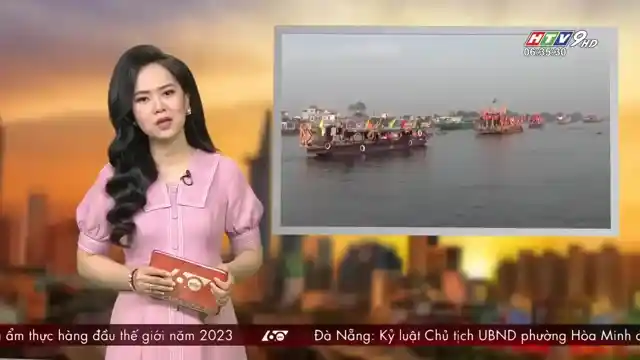 HTV9 HD
06:35:30
ẩm thực hàng đầu thế giới năm 2023 60 Đà Nẵng: Kỷ luật Chủ tịch UBND phường Hòa Minh